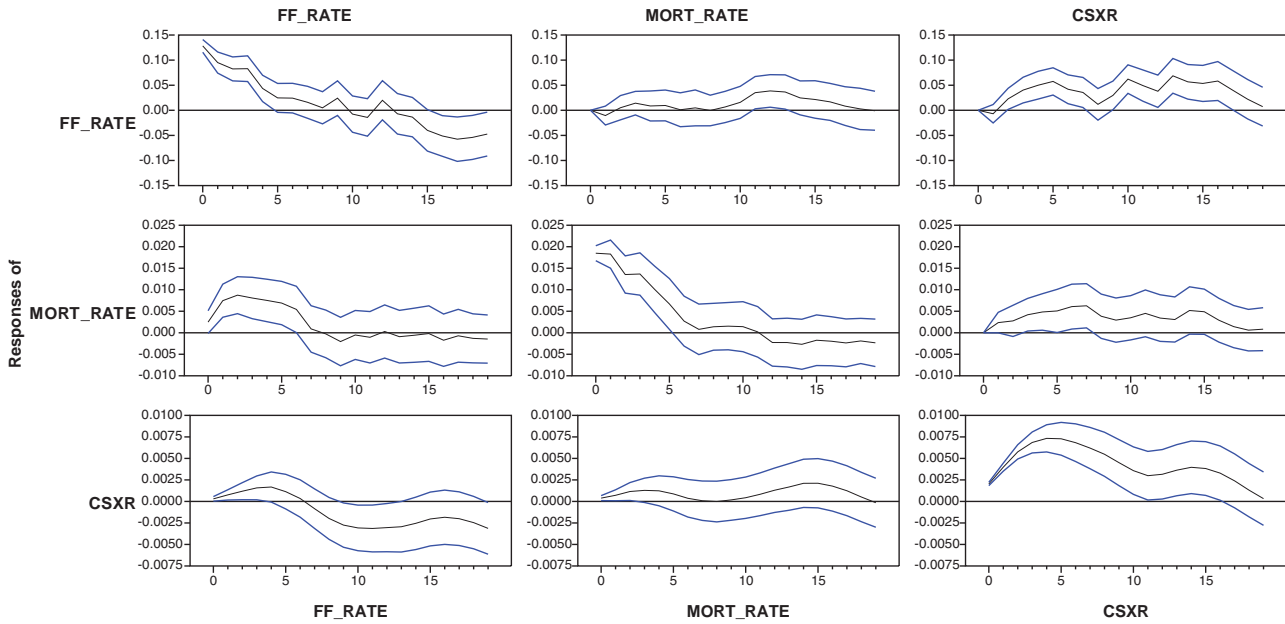 FF_RATE MORT_RATE CSXR
Responses of
FF_RATE
0.15 0.15 0.15
0.10 0.10 0.10
0.05 0.05 0.05
0.00 0.00 0.00
-0.05 0.05 0.05
-0.10 -0.10 -0.10
-0.15 -0.15 -0.15
0 5 10 15 0 5 10 15 0 5 10 15
MORT_RATE
0.025 0.025 0.025
0.020 0.020 0.020
0.015 0.015 0.015
0.010 0.010 0.010
0.005 0.005 0.005
0.000 0.000 0.000
-0.005 -0.005 -0.005
-0.010 -0.010 -0.010
0 5 10 15 0 5 10 15 0 5 10 15
CSXR
0.0100 0.0100 0.0100
0.0075 0.0075 0.0075
0.0050 0.0050 0.0050
0.0025 0.0025 0.0025
0.0000 0.0000 0.0000
-0.0025 -0.0025 -0.0025
-0.0050 -0.0050 -0.0050
-0.0075 -0.0075 -0.0075
0 5 10 15 0 5 10 15 0 5 10 15
FF_RATE MORT_RATE CSXR